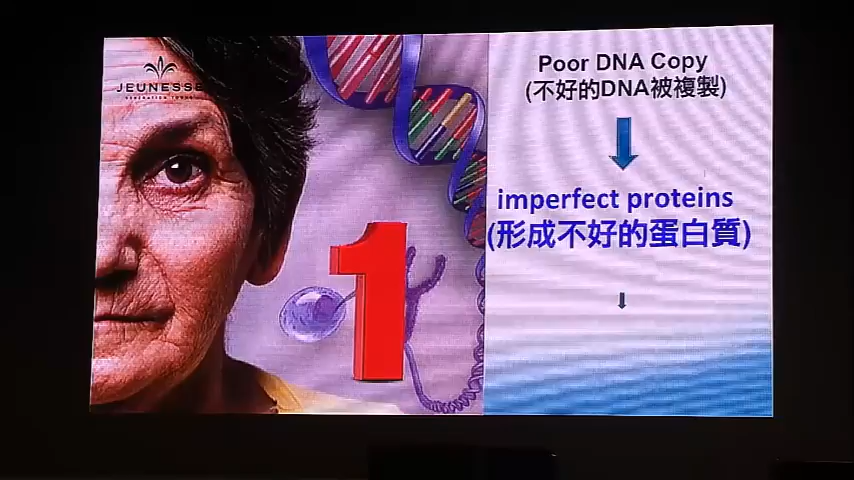 JEUNESSE
Poor DNA Copy
(不好的DNA被複製)
imperfect proteins
(形成不好的蛋白質)
1